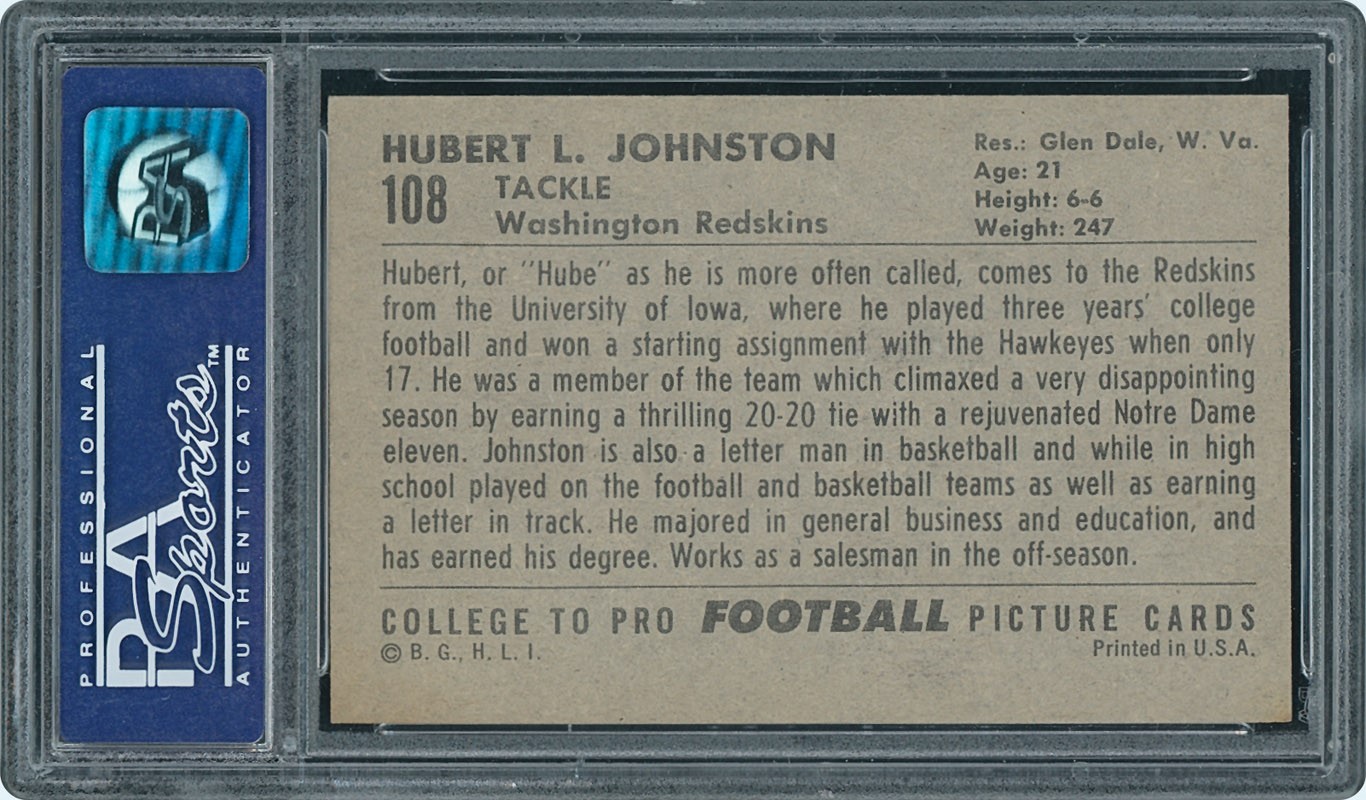 PSA
PROFESSIONAL
PSA
Sports™
AUTHENTICATOR
HUBERT L. JOHNSTON
108
TACKLE
Washington Redskins
Res.: Glen Dale, W. Va.
Age: 21
Height: 6-6
Weight: 247
Hubert, or "Hube" as he is more often called, comes to the Redskins
from the University of Iowa, where he played three years' college
football and won a starting assignment with the Hawkeyes when only
17. He was a member of the team which climaxed a very disappointing
season by earning a thrilling 20-20 tie with a rejuvenated Notre Dame
eleven. Johnston is also a letter man in basketball and while in high
school played on the football and basketball teams as well as earning
a letter in track. He majored in general business and education, and
has earned his degree. Works as a salesman in the off-season.
COLLEGE TO PRO FOOTBALL PICTURE CARDS
© B. G., H. L. I.
Printed in U.S.A.